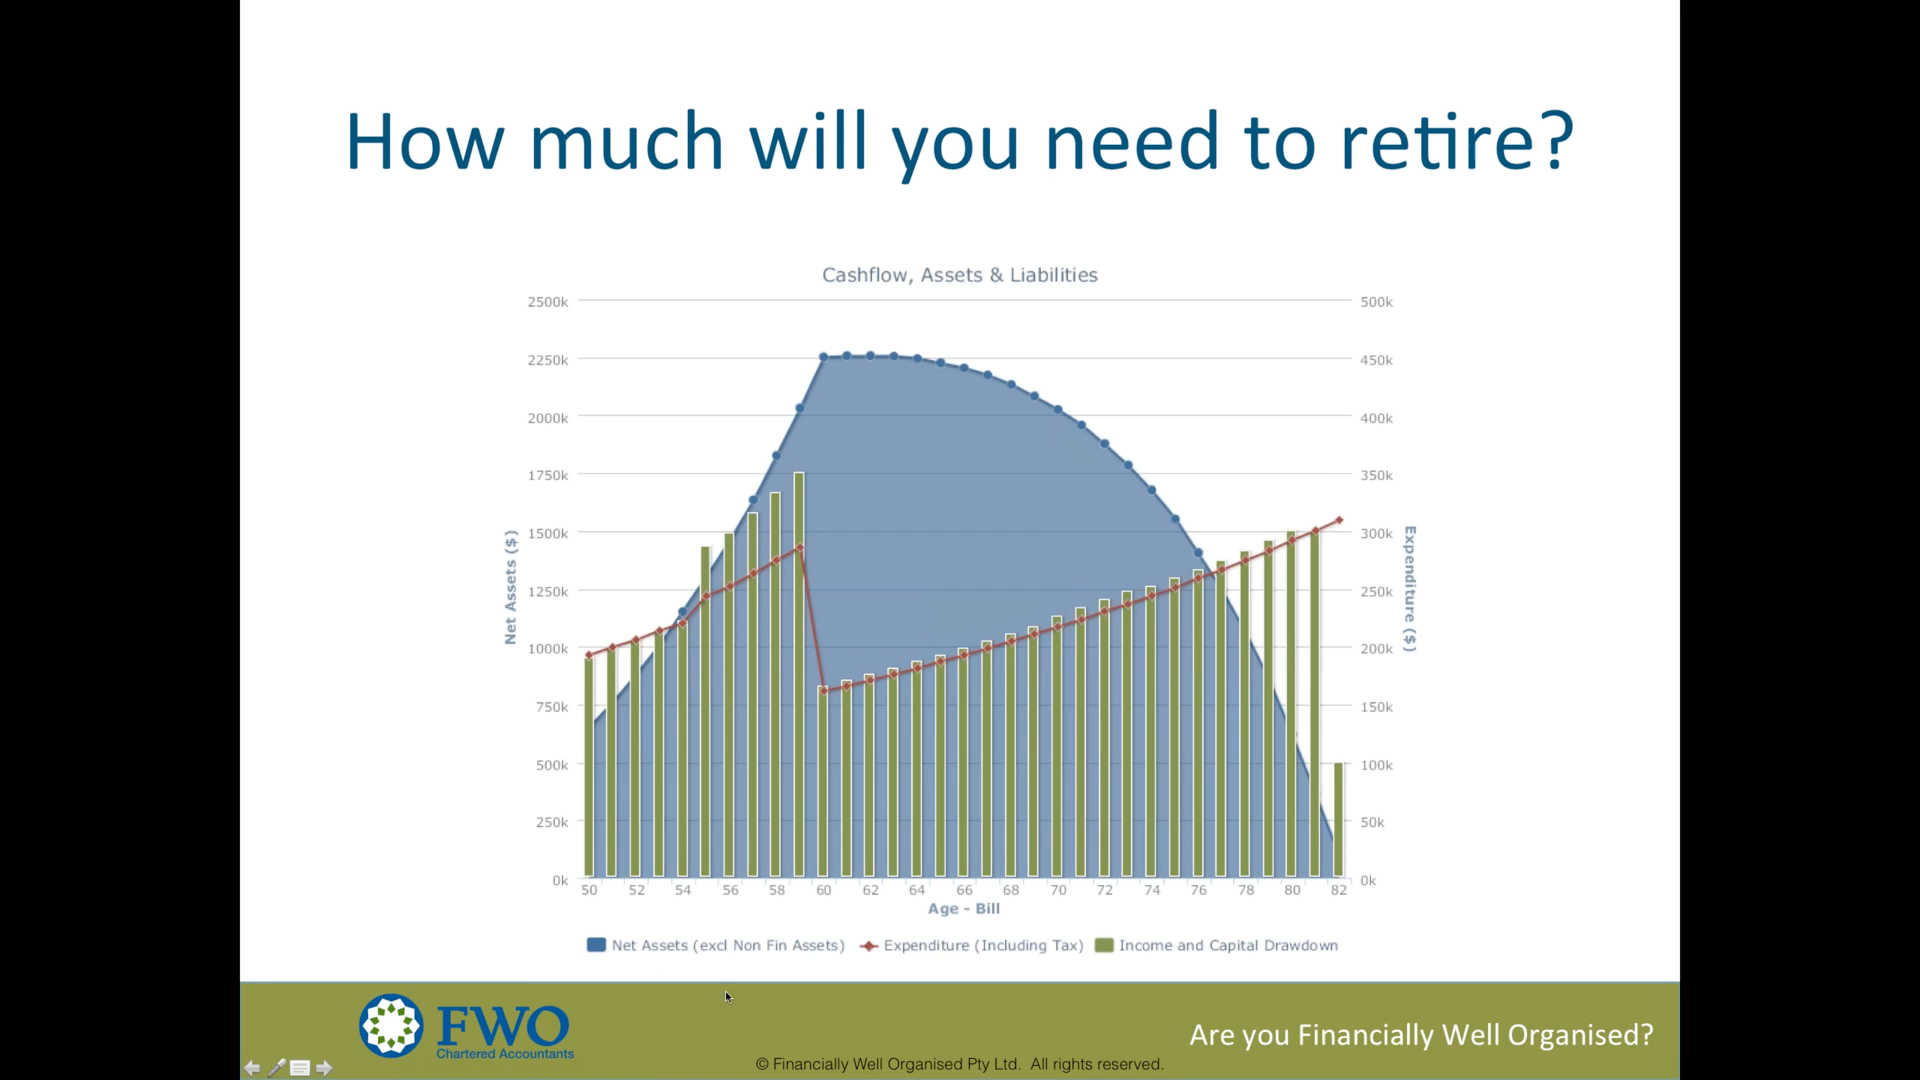 How much will you need to retire?
Cashflow, Assets & Liabilities
2500k
2250k
2000k
1750k
1500k
1250k
1000k
750k
500k
250k
0k
Net Assets ($)
500k
450k
400k
350k
300k
250k
200k
150k
100k
50k
0k
Expenditure ($)
50 52 54 56 58 60 62 64 66 68 70 72 74 76 78 80 82
Age - Bill
Net Assets (excl Non Fin Assets) Expenditure (Including Tax) Income and Capital Drawdown
FWO
Chartered Accountants
© Financially Well Organised Pty Ltd. All rights reserved.
Are you Financially Well Organised?